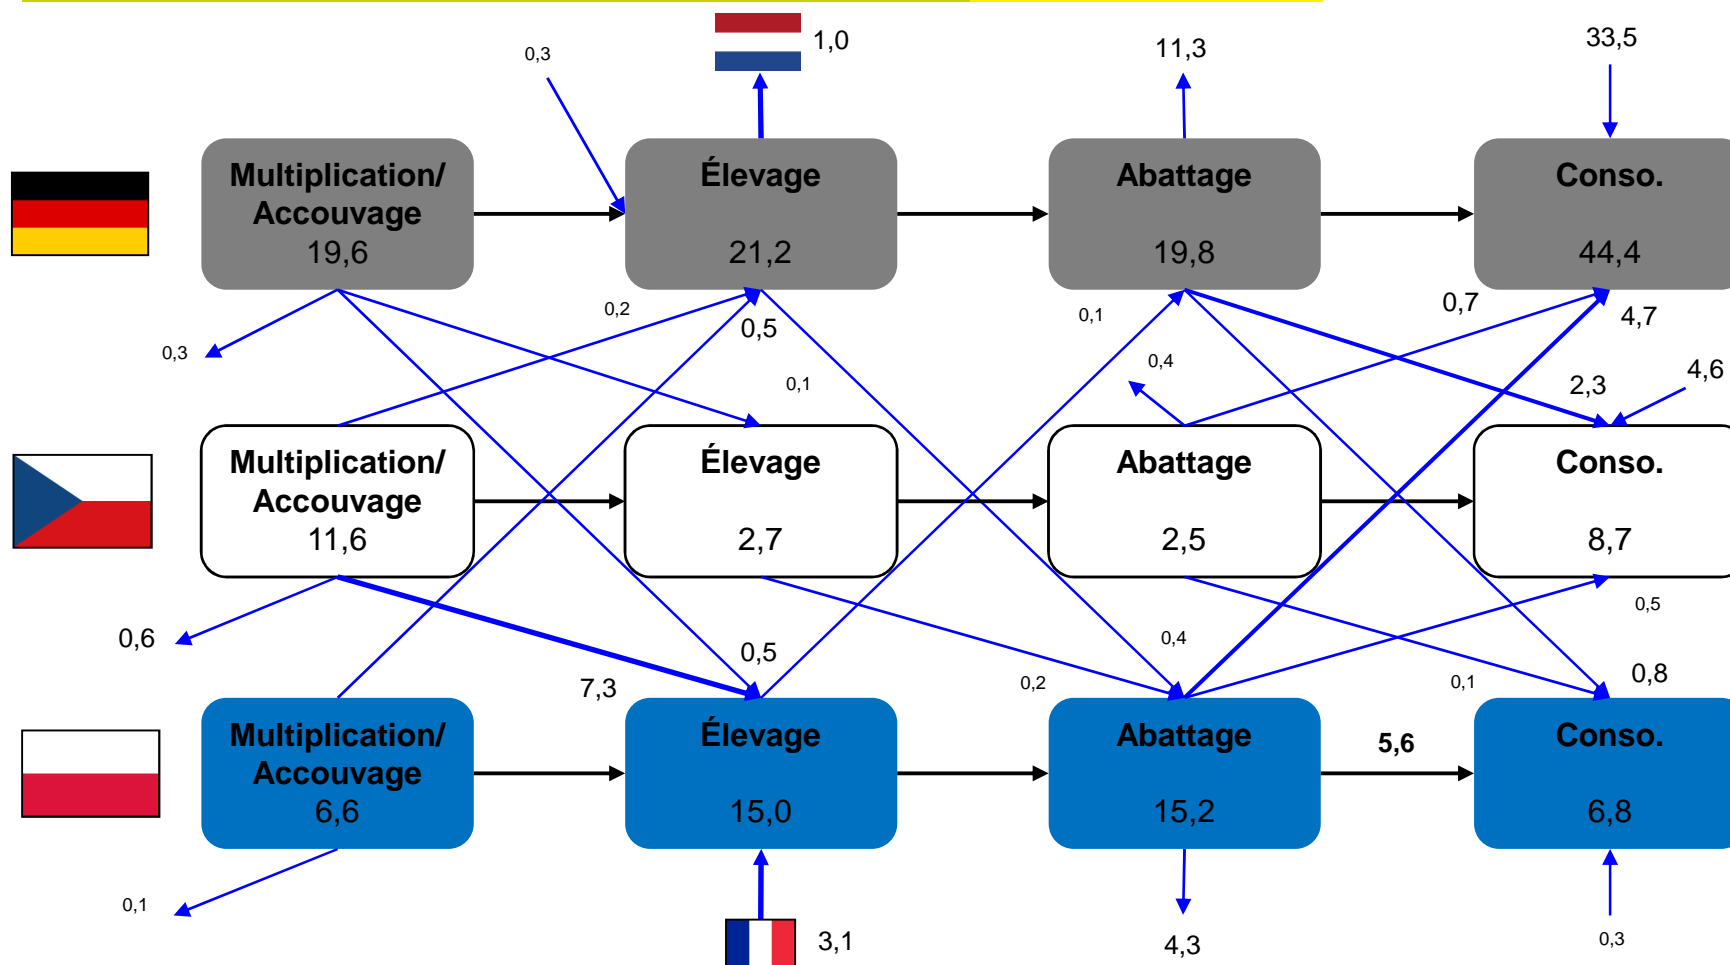 0,3
1,0
11,3
33,5
Multiplication/
Accouvage
19,6
Élevage
21,2
Abattage
19,8
Conso.
44,4
0,3
0,2
0,5
0,1
0,1
0,4
0,7
4,7
2,3
4,6
Multiplication/
Accouvage
11,6
Élevage
2,7
Abattage
2,5
Conso.
8,7
0,6
7,3
0,5
0,2
0,4
0,1
0,5
0,8
Multiplication/
Accouvage
6,6
Élevage
15,0
Abattage
15,2
5,6
Conso.
6,8
0,1
3,1
4,3
0,3